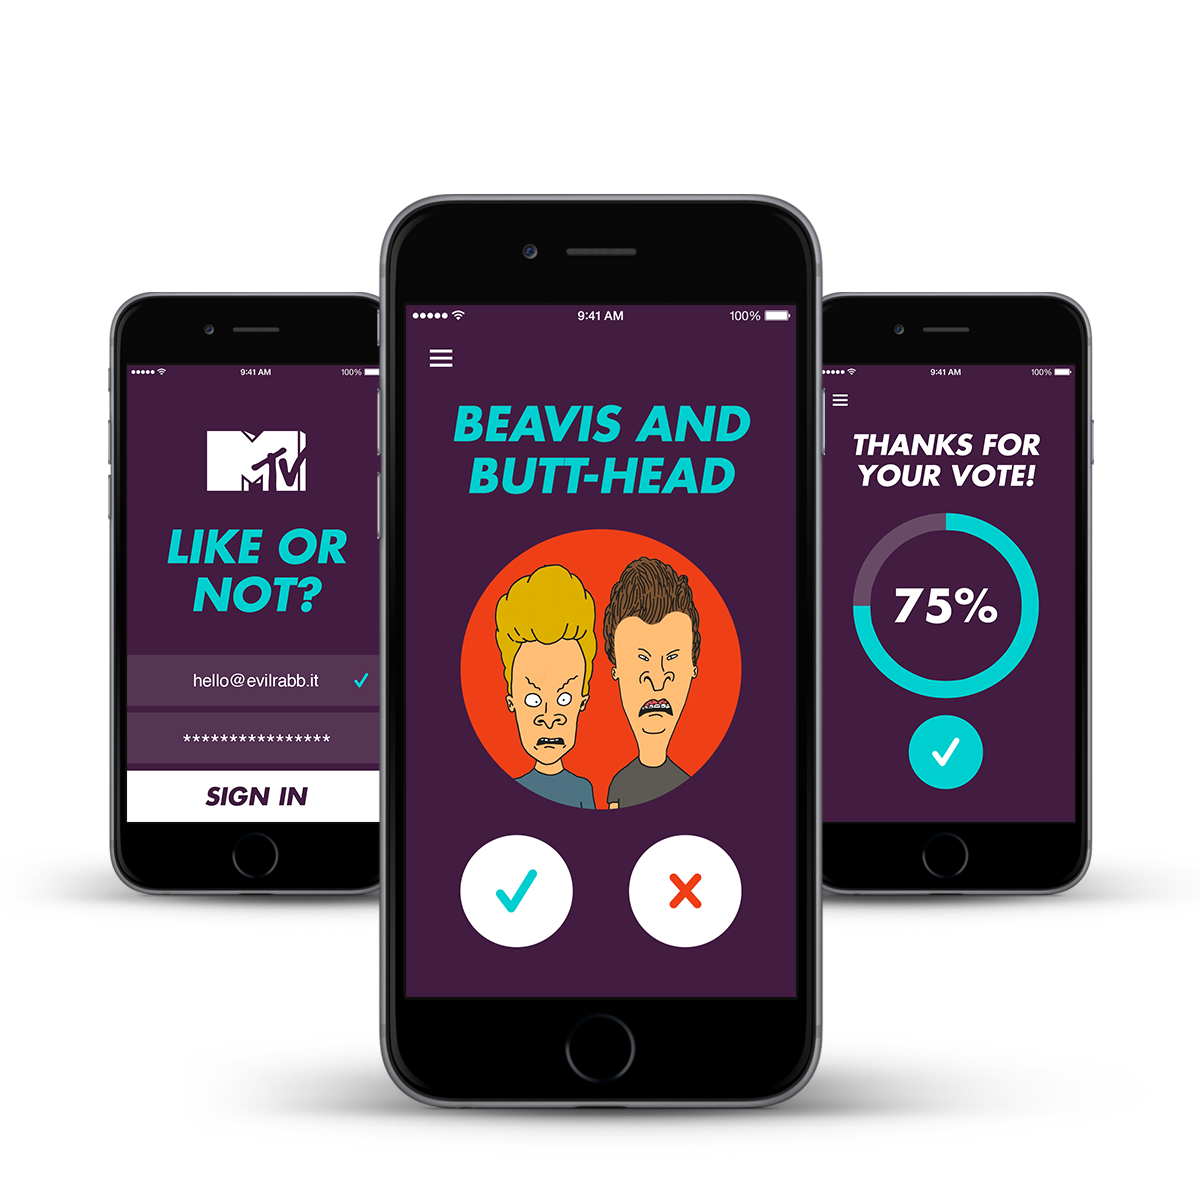 9:41 AM
100%
MTV
LIKE OR
NOT?
hello@evilrabb.it
****************
SIGN IN
9:41 AM
100%
BEAVIS AND
BUTT-HEAD
9:41 AM
100%
THANKS FOR
YOUR VOTE!
75%